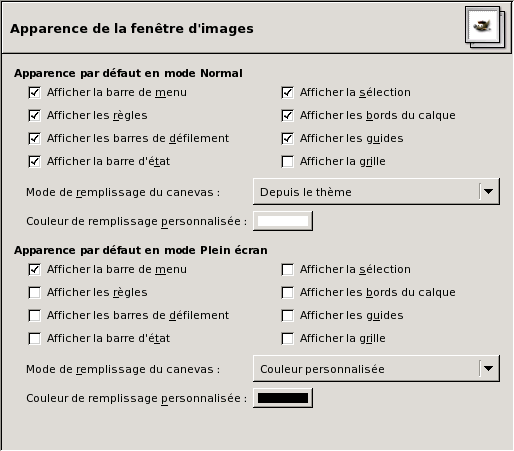 Apparence de la fenêtre d'images
Apparence par défaut en mode Normal
Afficher la barre de menu
Afficher la sélection
Afficher les règles
Afficher les bords du calque
Afficher les barres de défilement
Afficher les guides
Afficher la barre d'état
Afficher la grille
Mode de remplissage du canevas : Depuis le thème
Couleur de remplissage personnalisée :
Apparence par défaut en mode Plein écran
Afficher la barre de menu
Afficher la sélection
Afficher les règles
Afficher les bords du calque
Afficher les barres de défilement
Afficher les guides
Afficher la barre d'état
Afficher la grille
Mode de remplissage du canevas : Couleur personnalisée
Couleur de remplissage personnalisée :